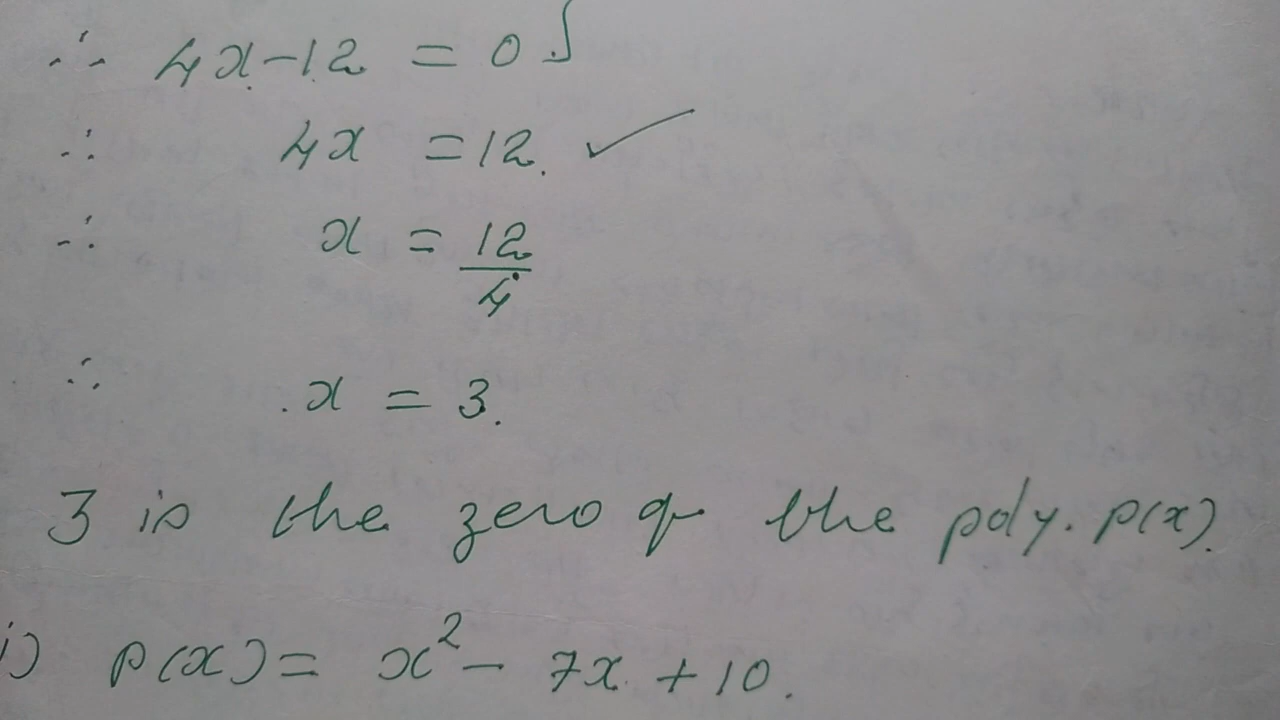 ∴ 4x-12 = 0
∴ 4x = 12. ✓
∴ x = 12/4
∴ x = 3.
3 is the zero of the poly. p(x).
i) p(x) = x² - 7x + 10.